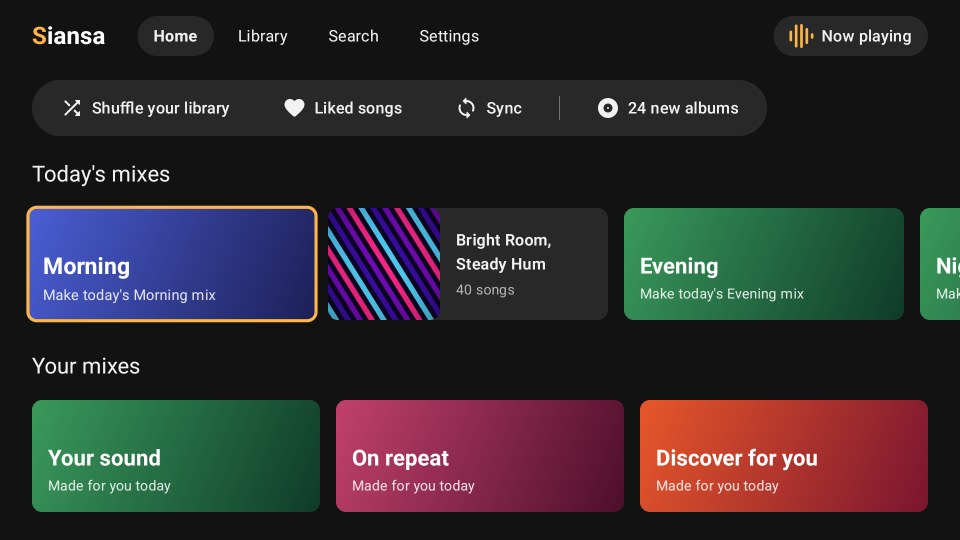 Siansa
Home
Library
Search
Settings
Now playing
Shuffle your library
Liked songs
Sync
24 new albums
Today's mixes
Morning
Make today's Morning mix
Bright Room,
Steady Hum
40 songs
Evening
Make today's Evening mix
Your mixes
Your sound
Made for you today
On repeat
Made for you today
Discover for you
Made for you today